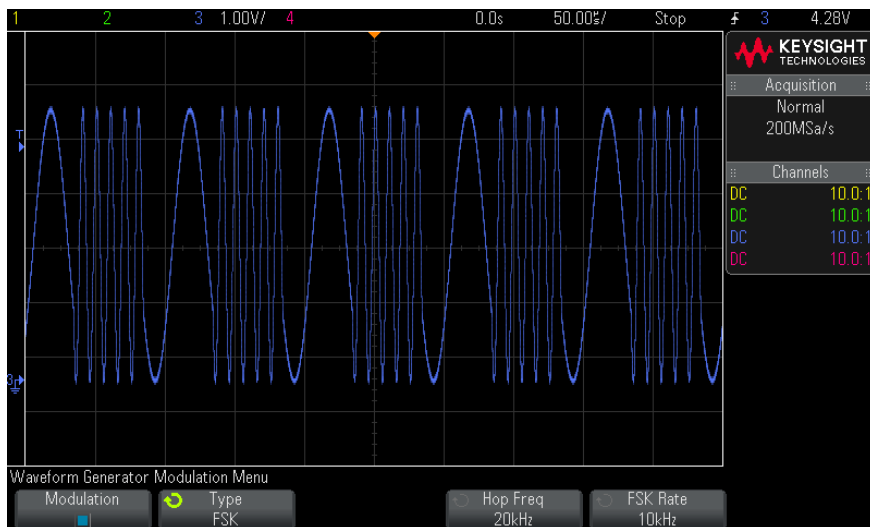 1 2 3 1.00V/ 4 0.0s 50.00µs/ Stop 3 4.28V
KEYSIGHT
TECHNOLOGIES
Acquisition
Normal
200MSa/s
Channels
DC 10.0:1
DC 10.0:1
DC 10.0:1
DC 10.0:1
T
3
Waveform Generator Modulation Menu
Modulation
Type
FSK
Hop Freq
20kHz
FSK Rate
10kHz